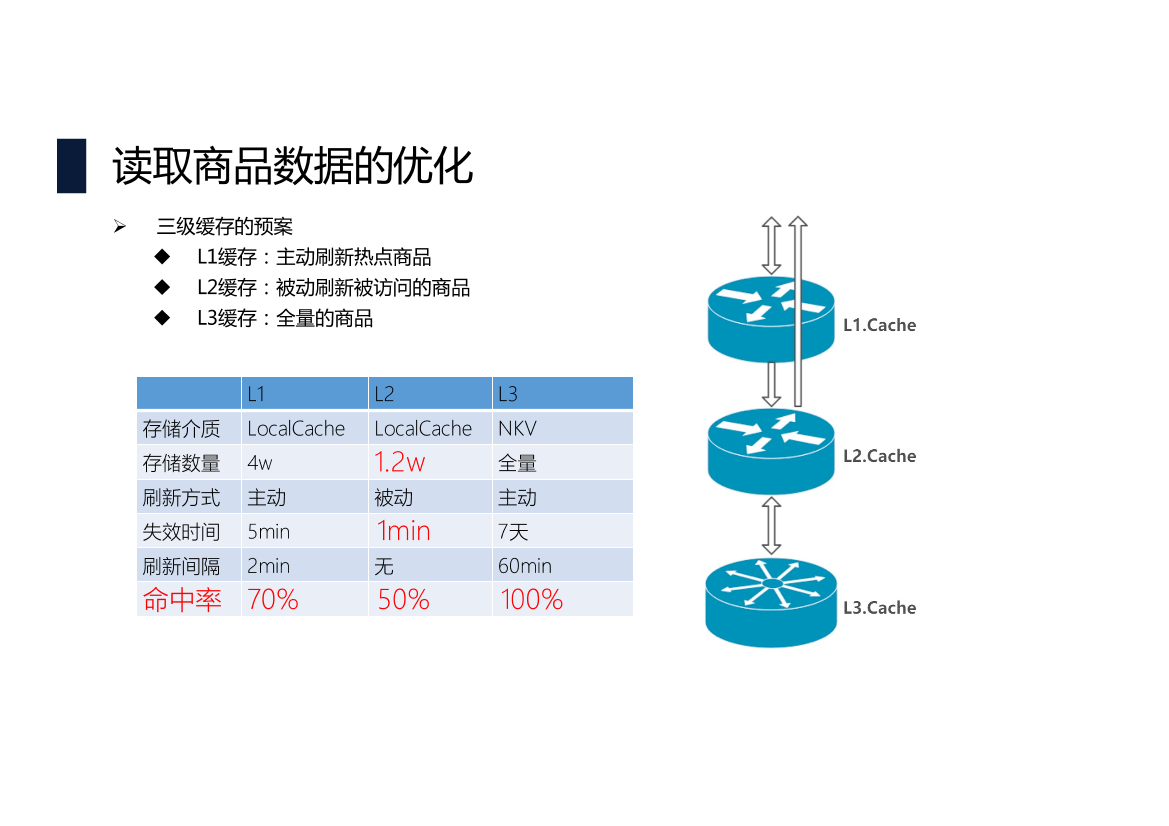 读取商品数据的优化
三级缓存的预案
L1缓存：主动刷新热点商品
L2缓存：被动刷新被访问的商品
L3缓存：全量的商品
L1 L2 L3
存储介质 LocalCache LocalCache NKV
存储数量 4w 1.2w 全量
刷新方式 主动 被动 主动
失效时间 5min 1min 7天
刷新间隔 2min 无 60min
命中率 70% 50% 100%
L1.Cache
L2.Cache
L3.Cache